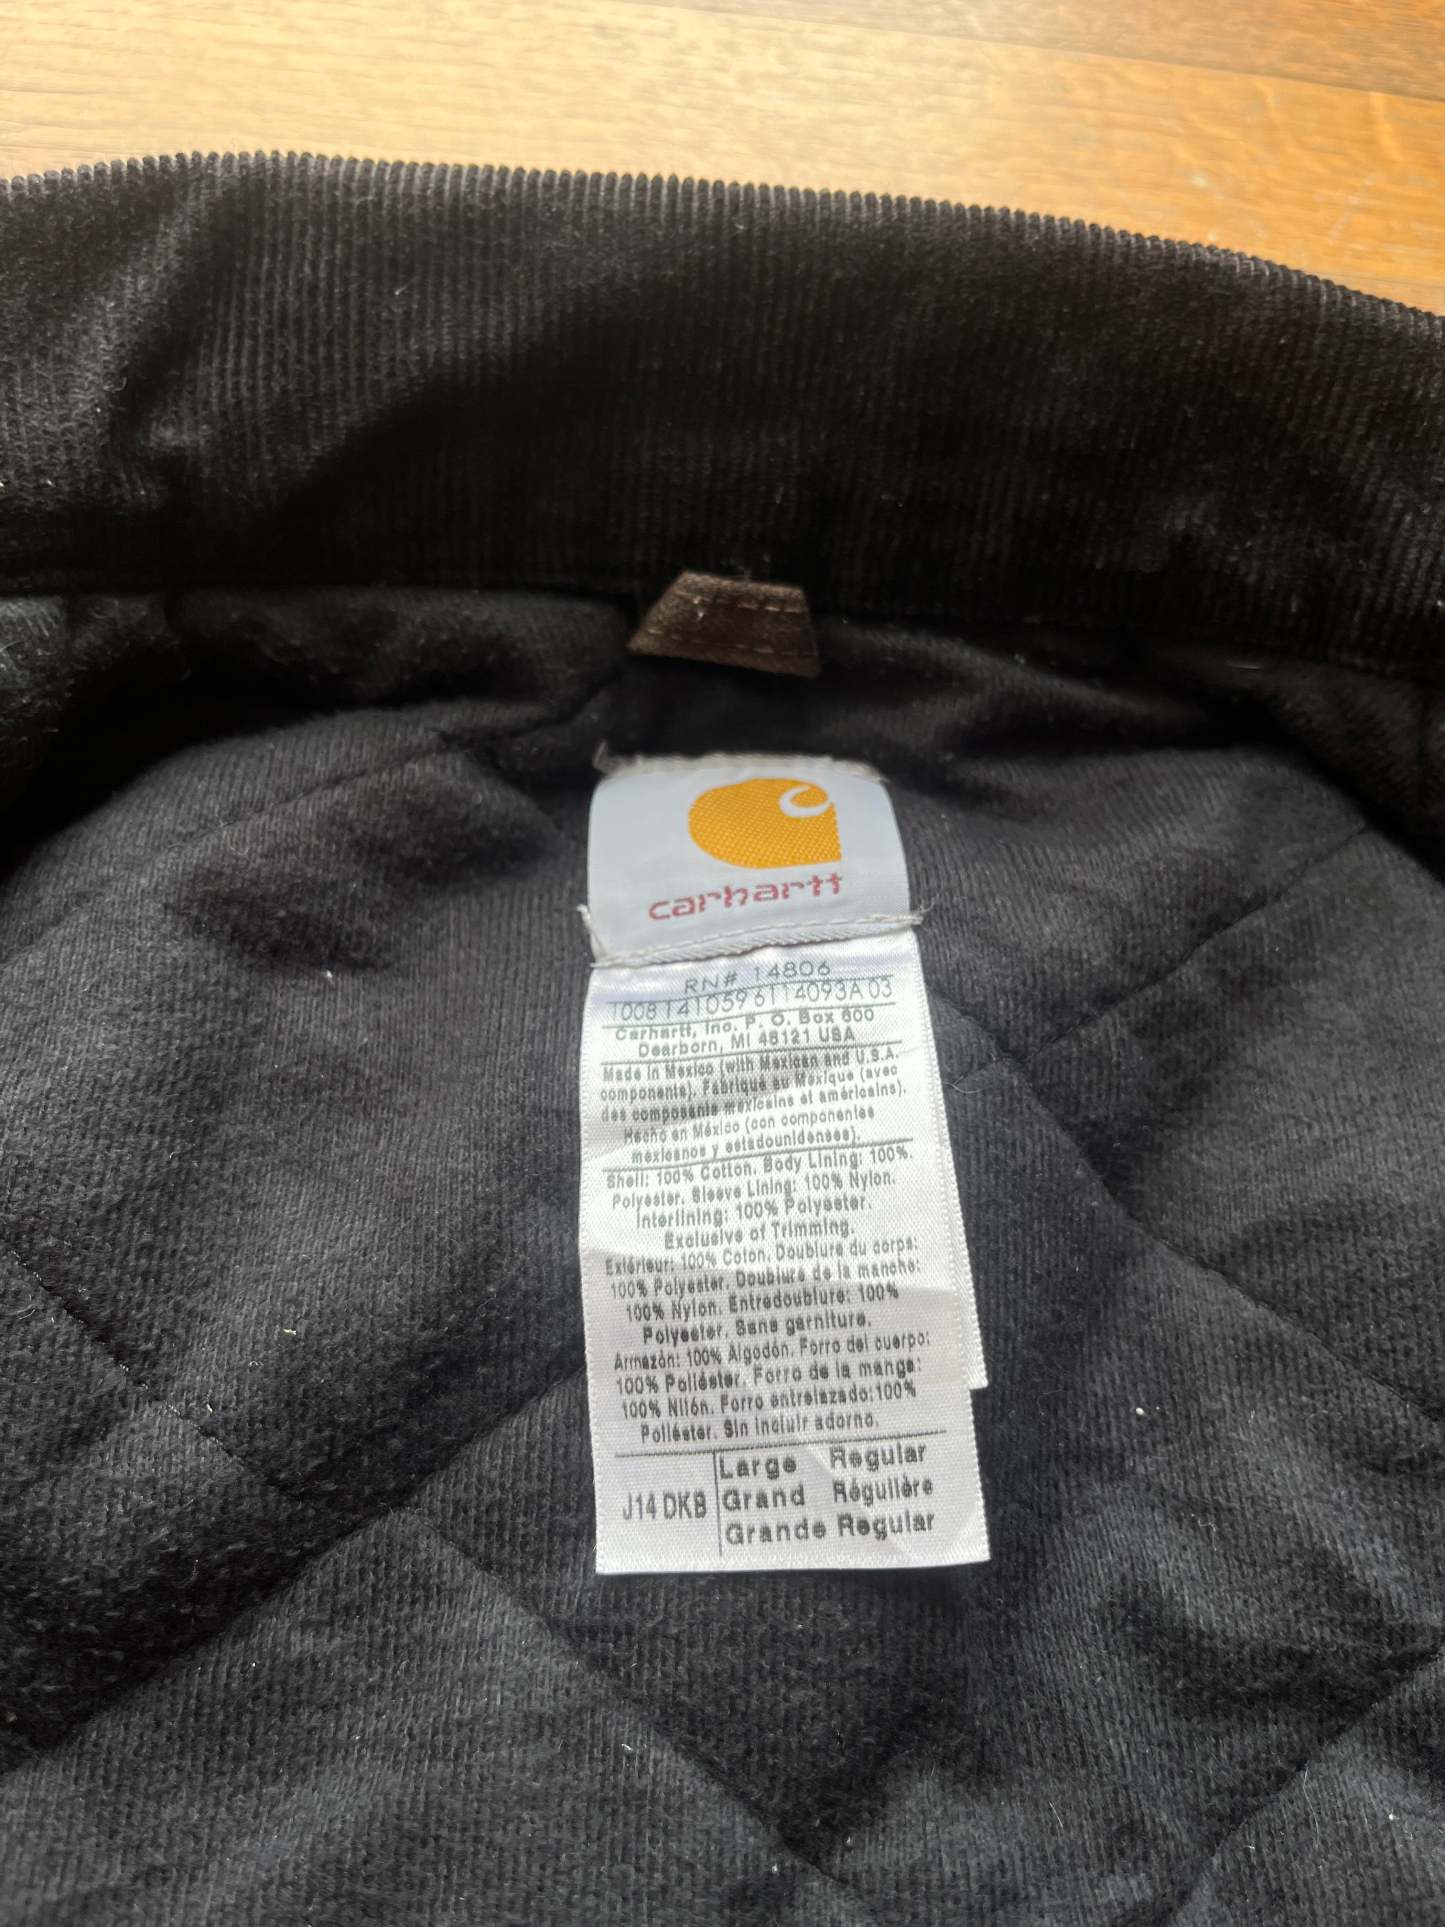 carhartt
RN# 14806
100814105961 14093A 03
Carhartt, Inc. P. O. Box 600
Dearborn, MI 48121 USA
Made in Mexico (with Mexican and U.S.A.
components). Fabriqué au Mexique (avec
des composants mexicains et américains).
Hecho en México (con componentes
mexicanos y estadounidenses).
Shell: 100% Cotton. Body Lining: 100%.
Polyester. Sleeve Lining: 100% Nylon.
Interlining: 100% Polyester.
Exclusive of Trimming.
Extérieur: 100% Coton. Doublure du corps:
100% Polyester. Doublure de la manche:
100% Nylon. Entredoublure: 100%
Polyester. Sans garniture.
Armazón: 100% Algodón. Forro del cuerpo:
100% Poliéster. Forro de la manga:
100% Nilón. Forro entrelazado:100%
Poliéster. Sin incluir adorno.
J14 DKB
Large Regular
Grand Régulière
Grande Regular